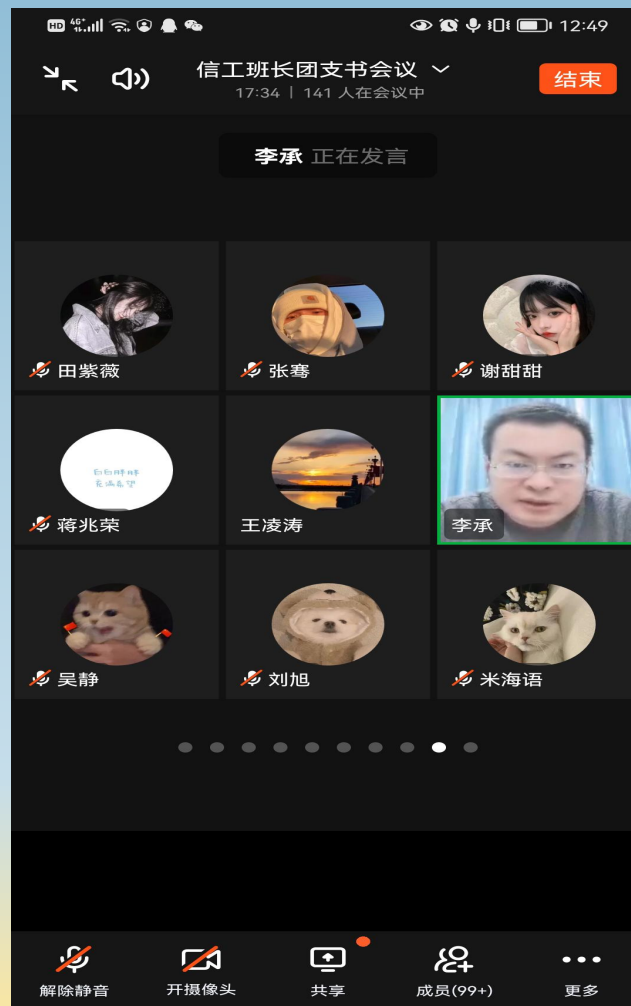 HD 46+ 12:49
信工班长团支书会议
结束
17:34 | 141 人在会议中
李承 正在发言
田紫薇
张骞
谢甜甜
蒋兆荣
王凌涛
李承
吴静
刘旭
米海语
解除静音
开摄像头
共享
成员(99+)
更多